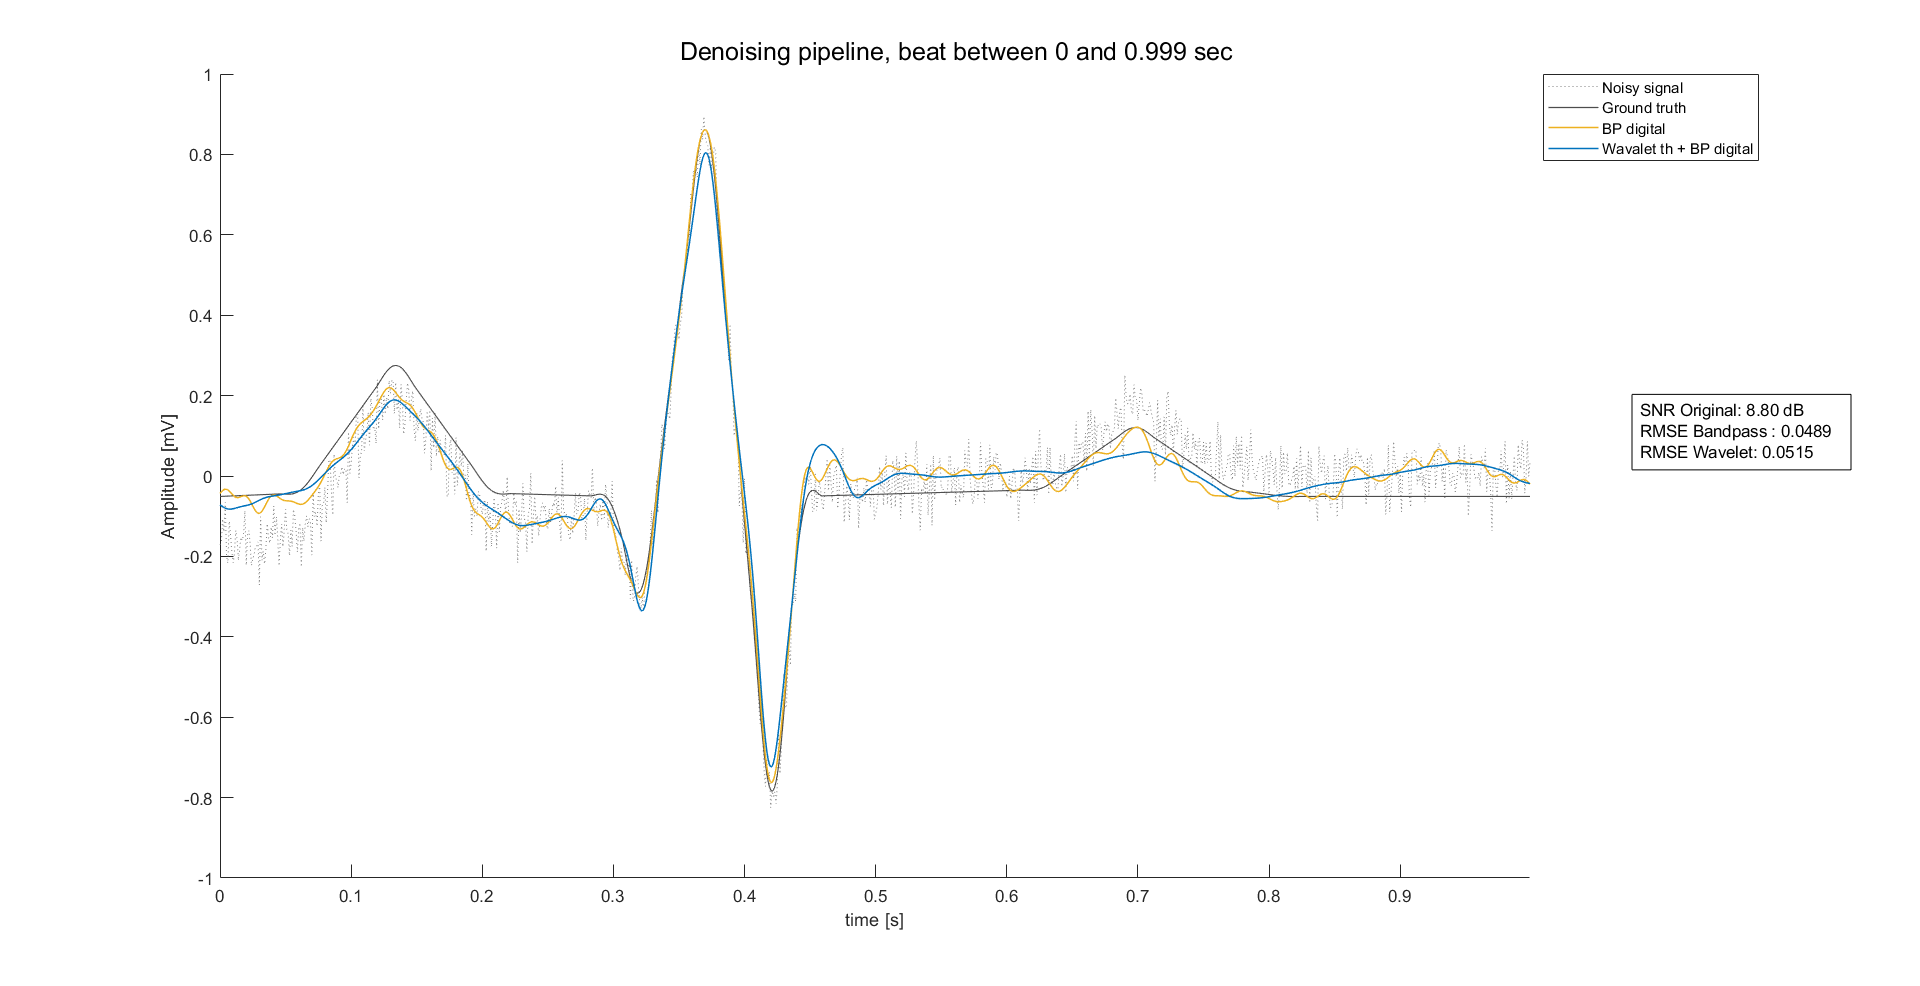 Denoising pipeline, beat between 0 and 0.999 sec
1
0.8
0.6
0.4
0.2
0
-0.2
-0.4
-0.6
-0.8
-1
Amplitude [mV]
0
0.1
0.2
0.3
0.4
0.5
0.6
0.7
0.8
0.9
time [s]
Noisy signal
Ground truth
BP digital
Wavalet th + BP digital
SNR Original: 8.80 dB
RMSE Bandpass : 0.0489
RMSE Wavelet: 0.0515